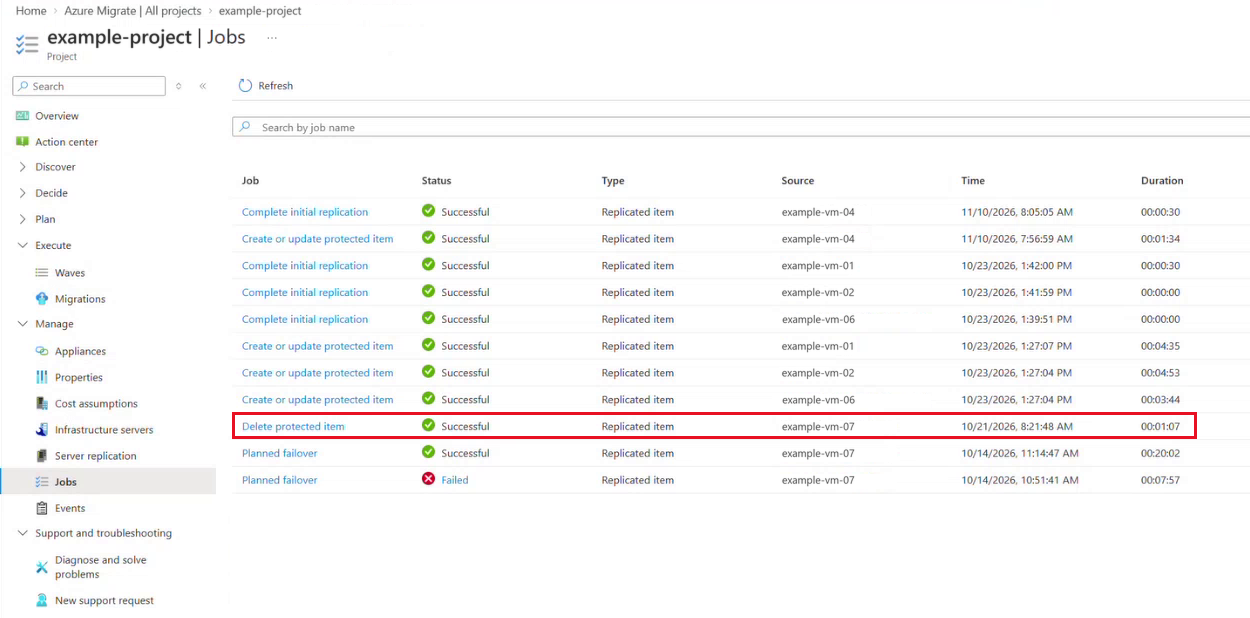 Home > Azure Migrate | All projects > example-project
example-project | Jobs ...
Project
Search
«
Refresh
Overview
Action center
Discover
Decide
Plan
Execute
Waves
Migrations
Manage
Appliances
Properties
Cost assumptions
Infrastructure servers
Server replication
Jobs
Events
Support and troubleshooting
Diagnose and solve
problems
New support request
Search by job name
Job Status Type Source Time Duration
Complete initial replication Successful Replicated item example-vm-04 11/10/2026, 8:05:05 AM 00:00:30
Create or update protected item Successful Replicated item example-vm-04 11/10/2026, 7:56:59 AM 00:01:34
Complete initial replication Successful Replicated item example-vm-01 10/23/2026, 1:42:00 PM 00:00:30
Complete initial replication Successful Replicated item example-vm-02 10/23/2026, 1:41:59 PM 00:00:00
Complete initial replication Successful Replicated item example-vm-06 10/23/2026, 1:39:51 PM 00:00:00
Create or update protected item Successful Replicated item example-vm-01 10/23/2026, 1:27:07 PM 00:04:35
Create or update protected item Successful Replicated item example-vm-02 10/23/2026, 1:27:04 PM 00:04:53
Create or update protected item Successful Replicated item example-vm-06 10/23/2026, 1:27:04 PM 00:03:44
Delete protected item Successful Replicated item example-vm-07 10/21/2026, 8:21:48 AM 00:01:07
Planned failover Successful Replicated item example-vm-07 10/14/2026, 11:14:47 AM 00:20:02
Planned failover Failed Replicated item example-vm-07 10/14/2026, 10:51:41 AM 00:07:57